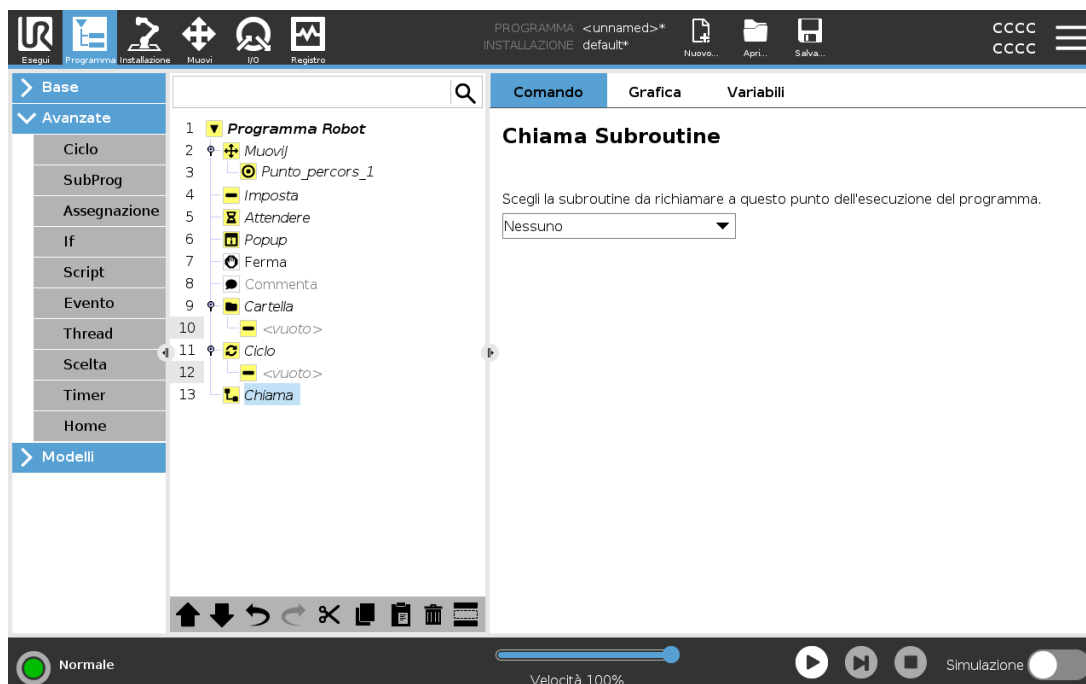 PROGRAMMA <unnamed>*
INSTALLAZIONE default*
Esegui
Programma
Installazione
Muovi
I/O
Registro
Nuovo...
Apri...
Salva...
CCCC
CCCC
Base
Avanzate
Ciclo
SubProg
Assegnazione
If
Script
Evento
Thread
Scelta
Timer
Home
Modelli
1 Programma Robot
2 MuoviJ
3 Punto_percors_1
4 Imposta
5 Attendere
6 Popup
7 Ferma
8 Commenta
9 Cartella
10 <vuoto>
11 Ciclo
12 <vuoto>
13 Chiama
Comando
Grafica
Variabili
Chiama Subroutine
Scegli la subroutine da richiamare a questo punto dell'esecuzione del programma.
Nessuno
Normale
Velocità 100%
Simulazione